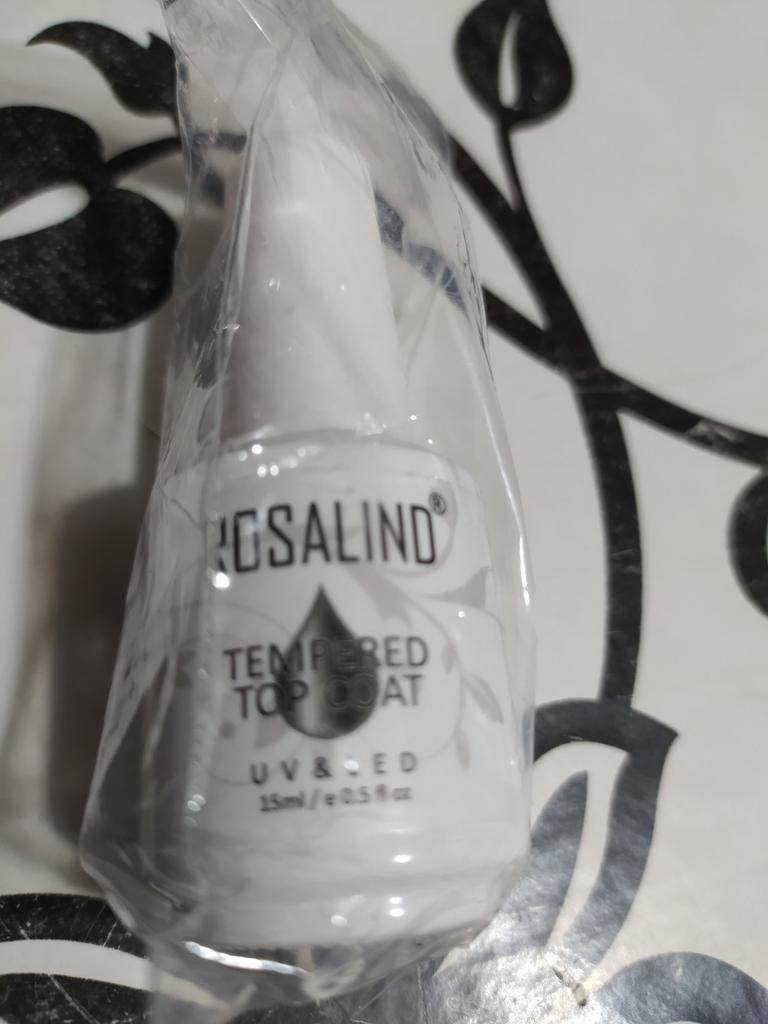 ROSALIND®
TEMPERED
TOP COAT
UV & LED
15ml / e 0.5 fl oz